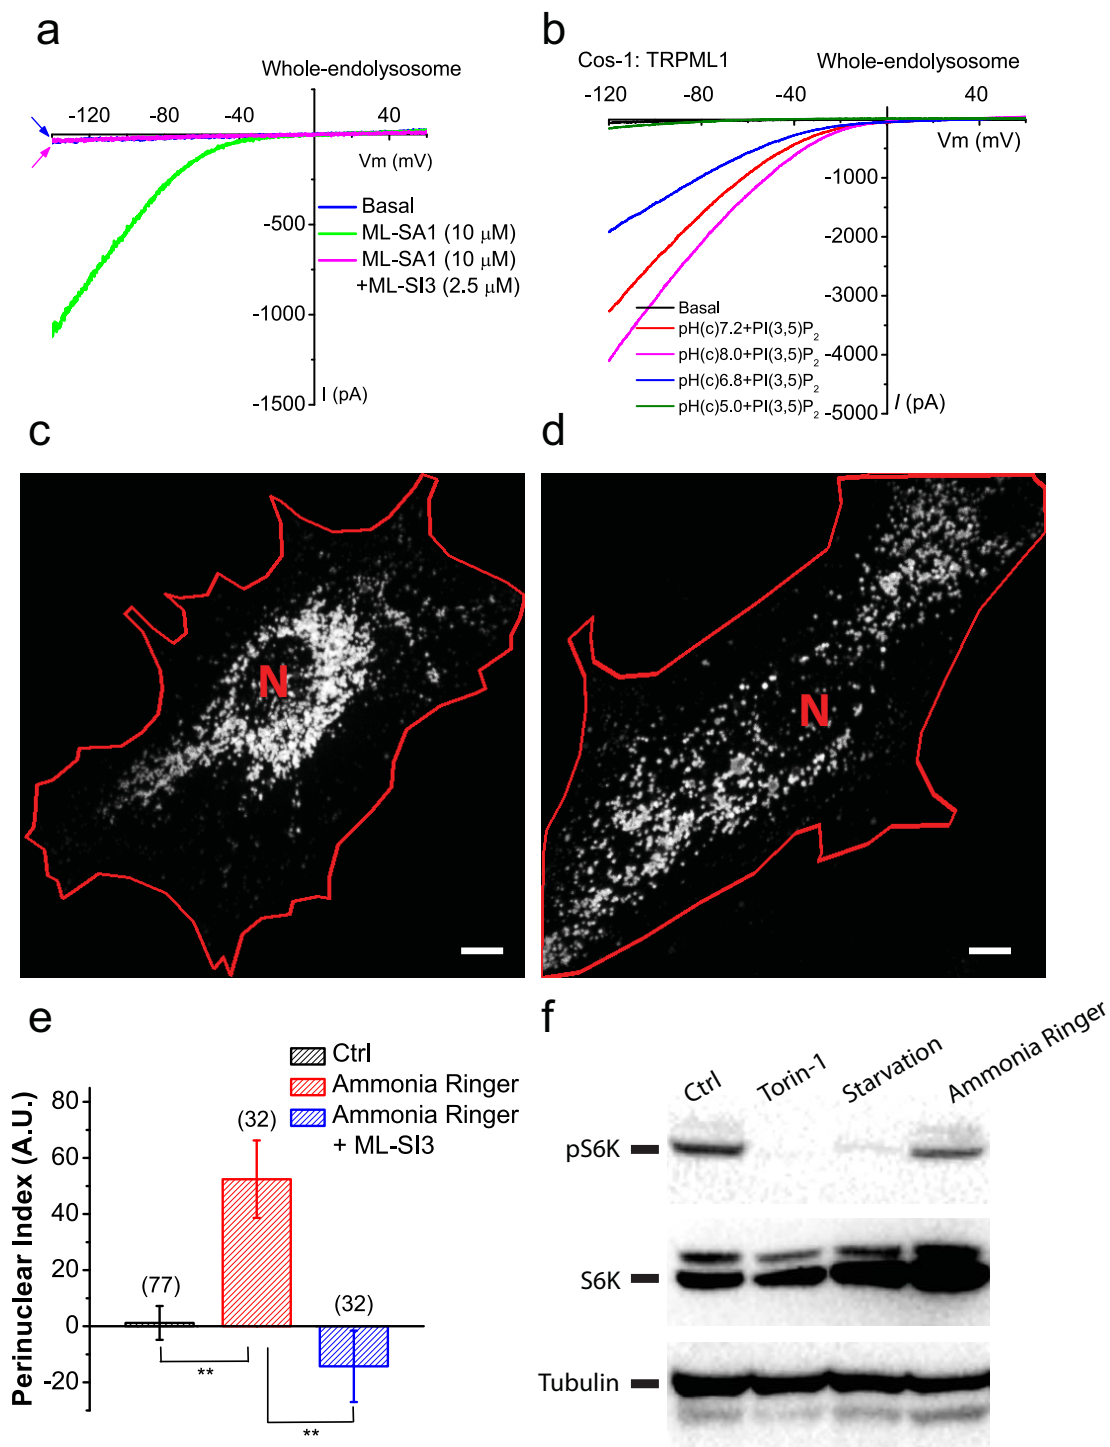 a
Whole-endolysosome
-120 -80 -40 40
Vm (mV)
-500
-1000
-1500
I (pA)
Basal
ML-SA1 (10 μM)
ML-SA1 (10 μM)
+ML-SI3 (2.5 μM)
b
Cos-1: TRPML1 Whole-endolysosome
-120 -80 -40 40
Vm (mV)
-1000
-2000
-3000
-4000
-5000
I (pA)
Basal
pH(c)7.2+PI(3,5)P₂
pH(c)8.0+PI(3,5)P₂
pH(c)6.8+PI(3,5)P₂
pH(c)5.0+PI(3,5)P₂
c
N
d
N
e
Ctrl
Ammonia Ringer
Ammonia Ringer
+ ML-SI3
Perinuclear Index (A.U.)
80
60
40
20
0
-20
(77)
(32)
(32)
**
**
f
Ctrl
Torin-1
Starvation
Ammonia Ringer
pS6K
S6K
Tubulin